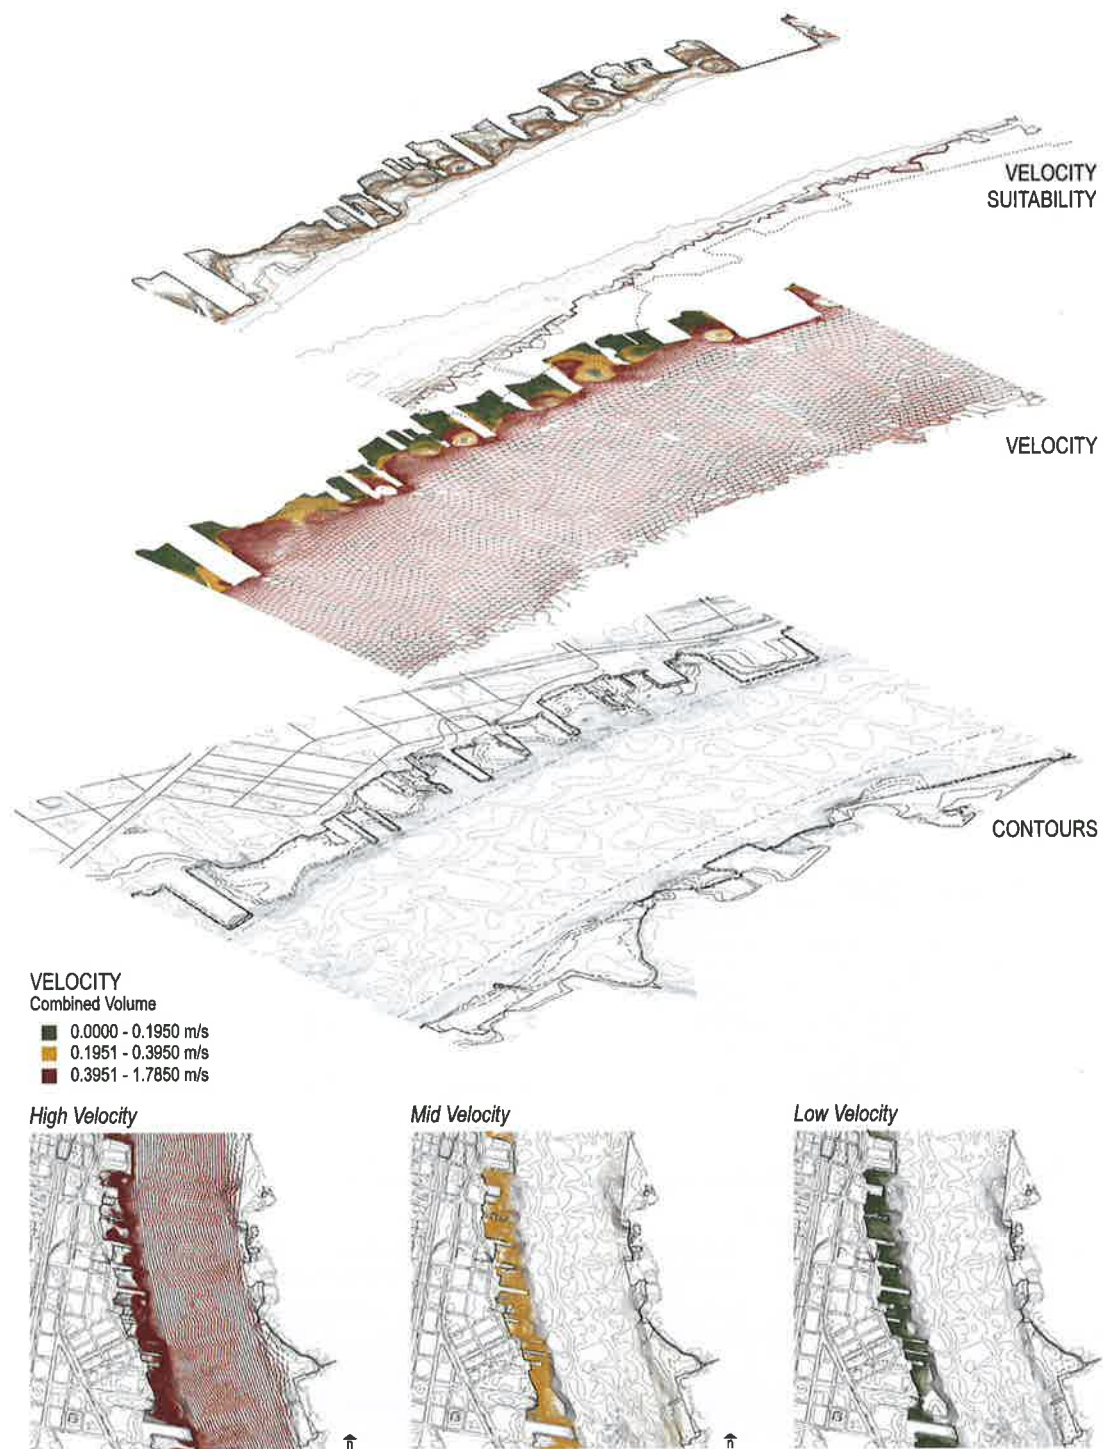 VELOCITY
SUITABILITY
VELOCITY
CONTOURS
VELOCITY
Combined Volume
0.0000 - 0.1950 m/s
0.1951 - 0.3950 m/s
0.3951 - 1.7850 m/s
High Velocity
Mid Velocity
Low Velocity
n
n